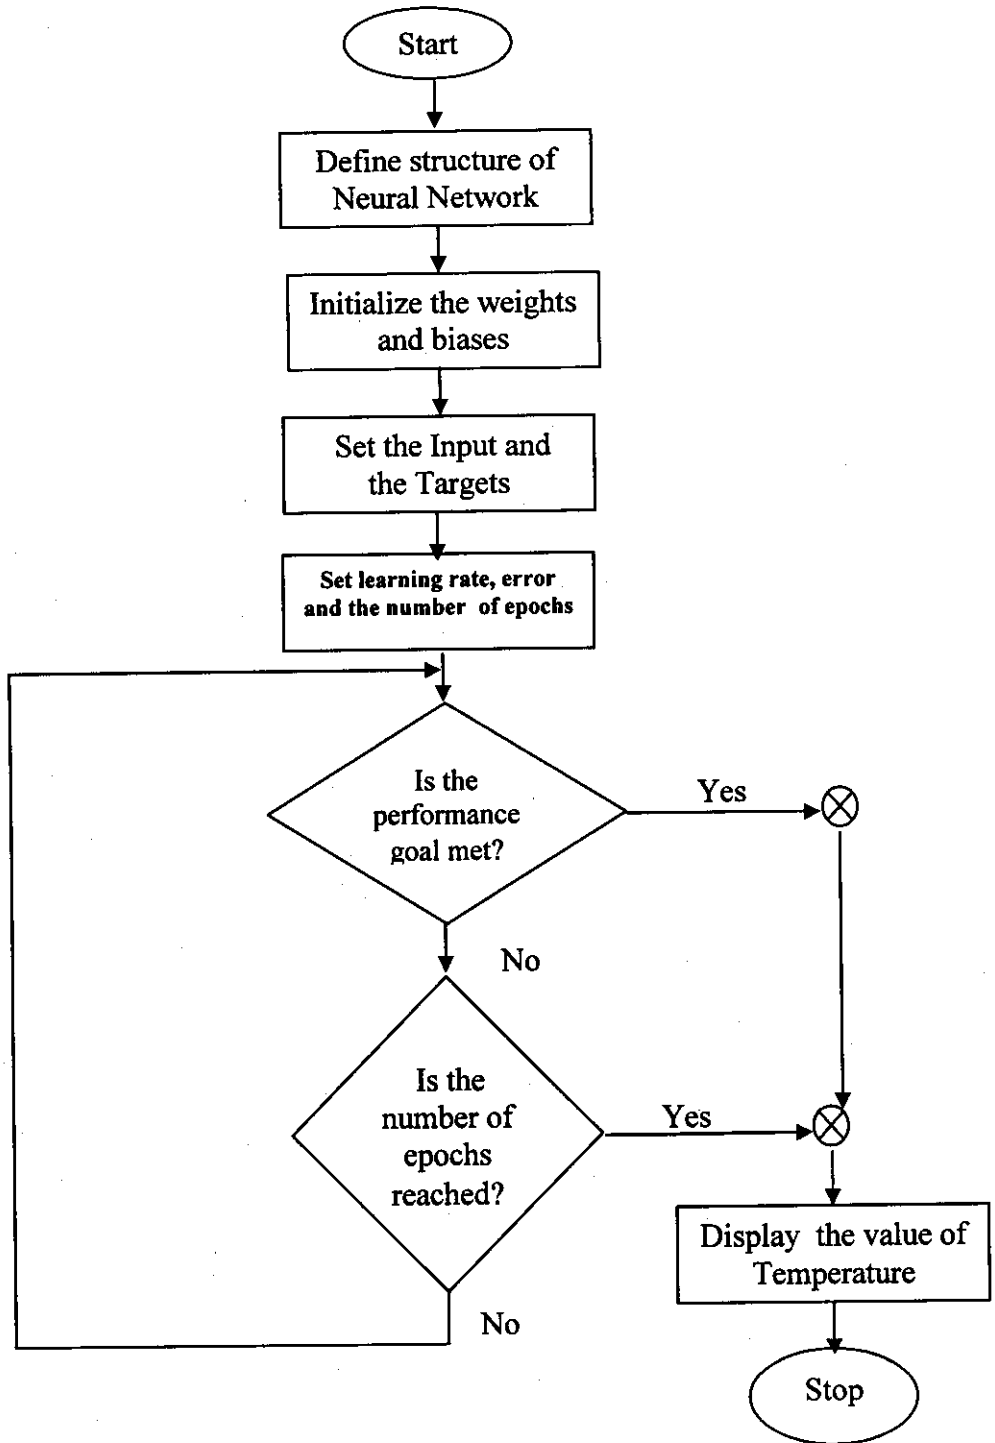 Start
Define structure of
Neural Network
Initialize the weights
and biases
Set the Input and
the Targets
Set learning rate, error
and the number of epochs
Is the
performance
goal met?
Yes
No
Is the
number of
epochs
reached?
Yes
No
Display the value of
Temperature
Stop